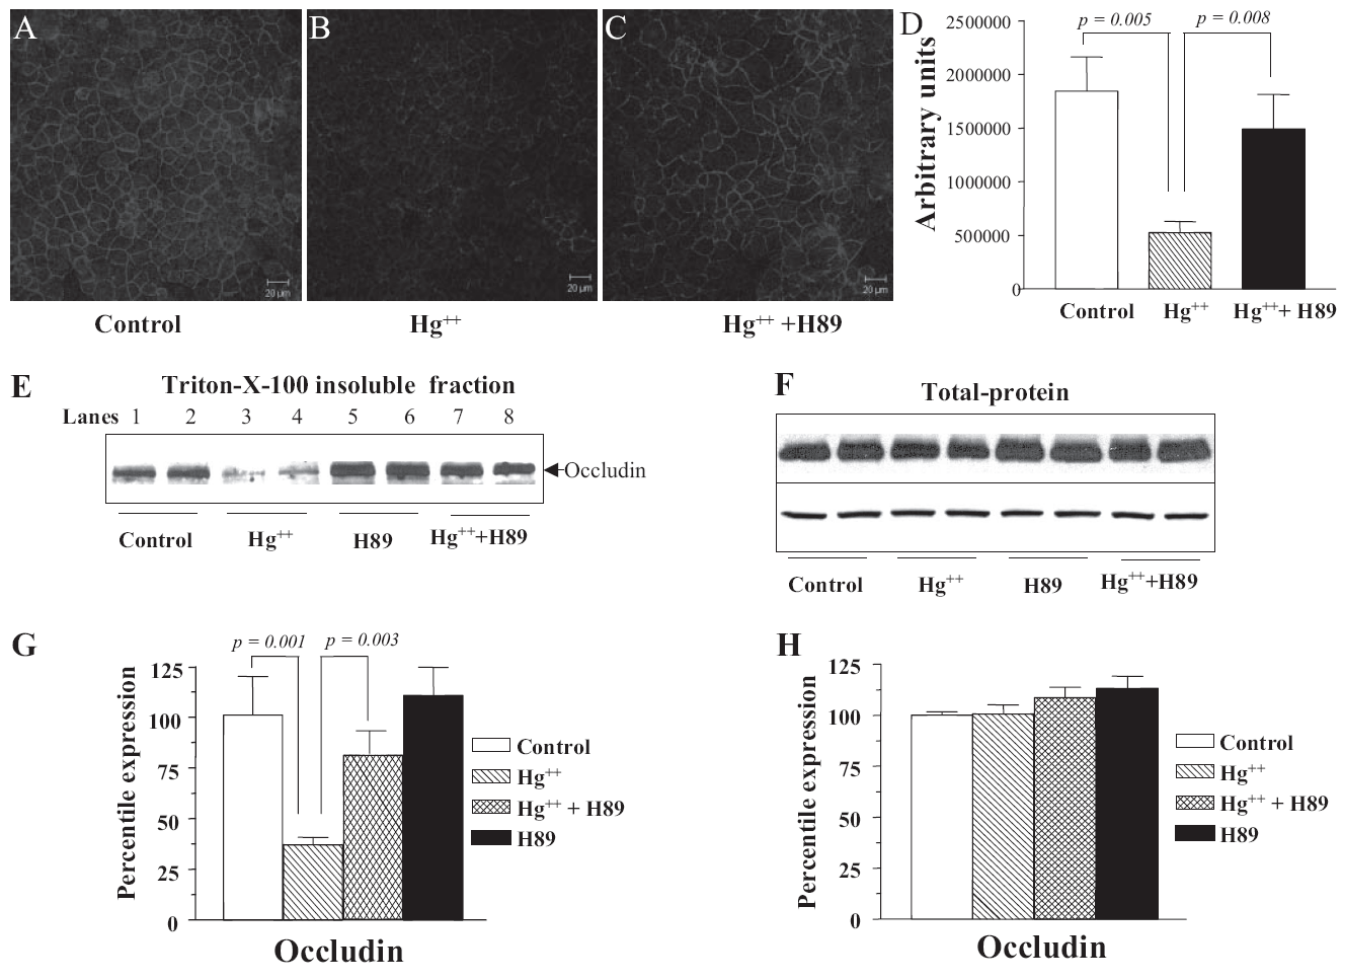 A
B
C
20 µm
20 µm
20 µm
Control
Hg++
Hg++ +H89
D
p = 0.005
p = 0.008
Arbitrary units
2500000
2000000
1500000
1000000
500000
0
Control
Hg++
Hg+++ H89
E
Triton-X-100 insoluble fraction
Lanes 1 2 3 4 5 6 7 8
Occludin
Control
Hg++
H89
Hg+++H89
F
Total-protein
Control
Hg++
H89
Hg+++H89
G
p = 0.001
p = 0.003
Percentile expression
125
100
75
50
25
0
Control
Hg++
Hg++ + H89
H89
Occludin
H
Percentile expression
125
100
75
50
25
0
Control
Hg++
Hg++ + H89
H89
Occludin